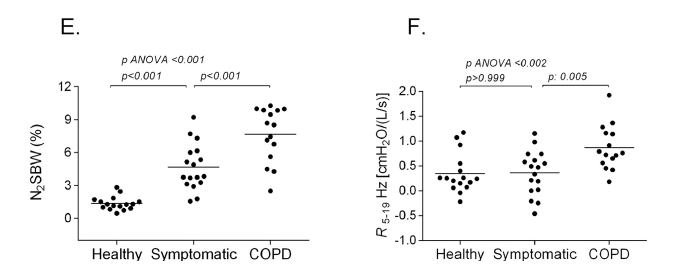 E.
p ANOVA <0.001
p<0.001
p<0.001
12
9
6
3
0
N₂SBW (%)
Healthy Symptomatic COPD
F.
p ANOVA <0.002
p>0.999
p: 0.005
2.0
1.5
1.0
0.5
0.0
-0.5
-1.0
R 5-19 Hz [cmH₂O/(L/s)]
Healthy Symptomatic COPD